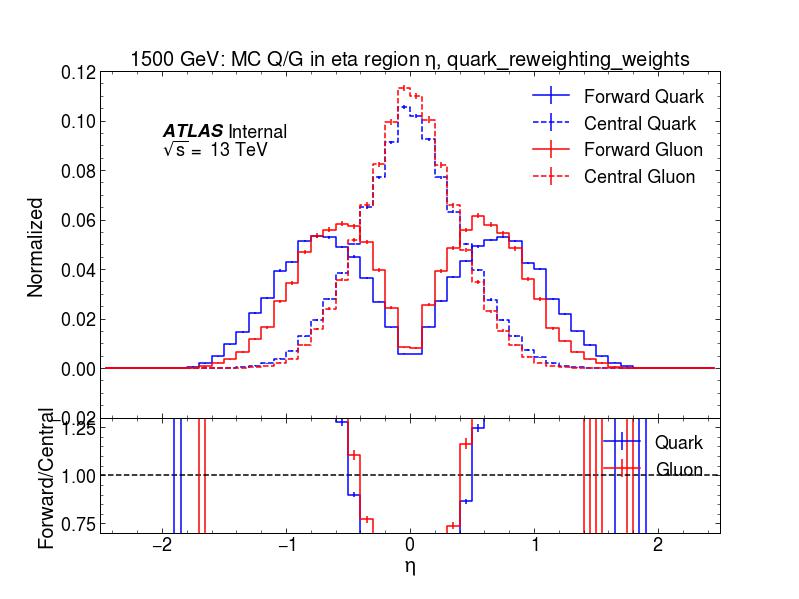 1500 GeV: MC Q/G in eta region η, quark_reweighting_weights
0.12
0.10
0.08
0.06
0.04
0.02
0.00
−0.02
Normalized
ATLAS Internal
√s = 13 TeV
Forward Quark
Central Quark
Forward Gluon
Central Gluon
1.25
1.00
0.75
Forward/Central
Quark
Gluon
−2 −1 0 1 2
η